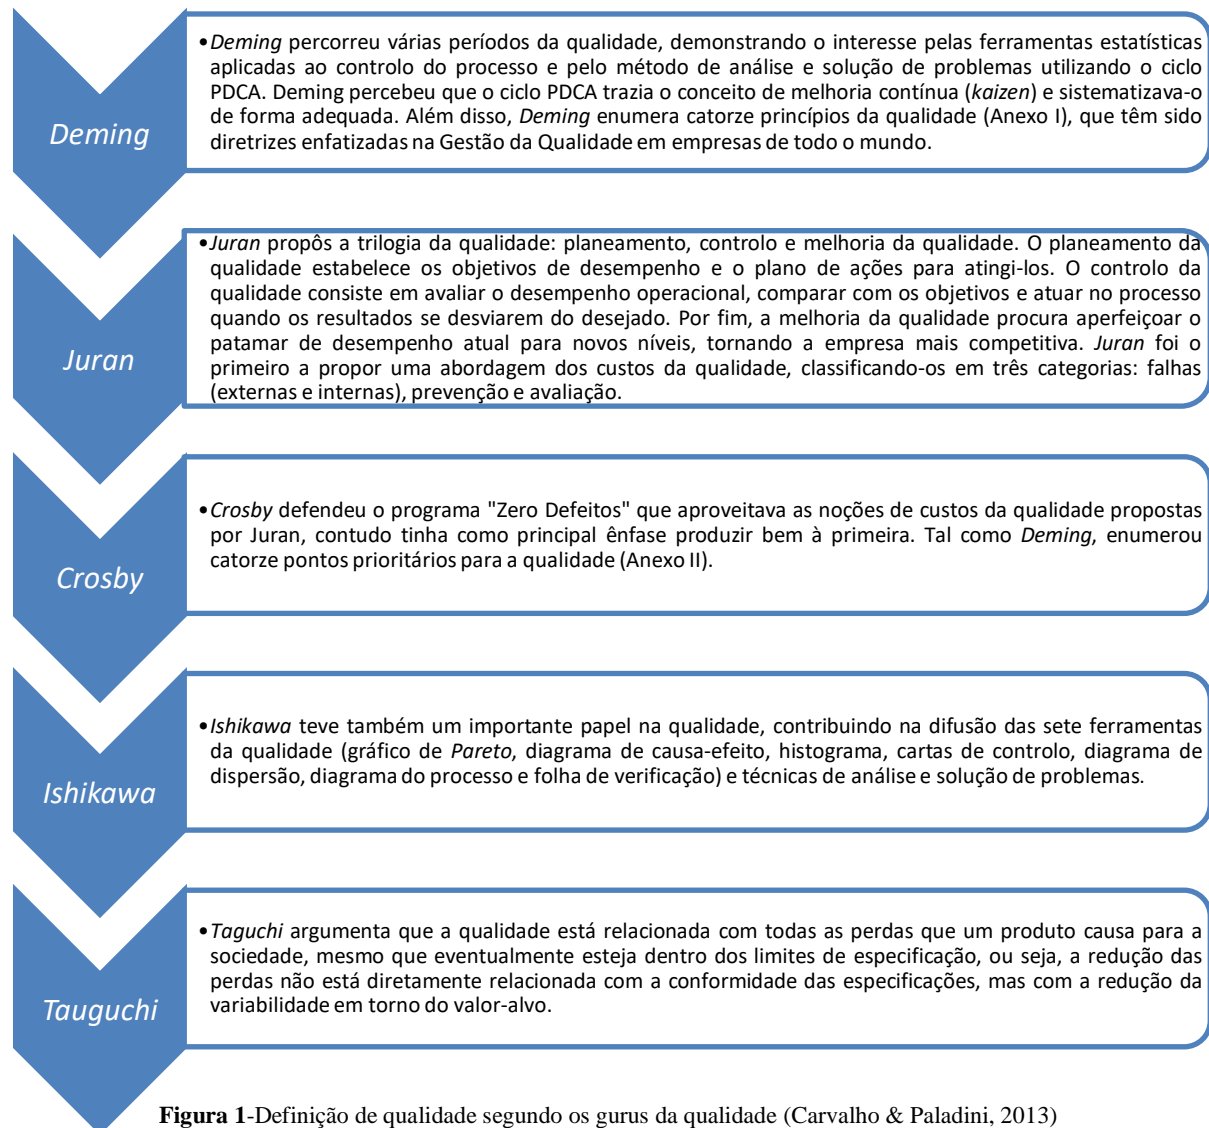 Deming
•Deming percorreu várias períodos da qualidade, demonstrando o interesse pelas ferramentas estatísticas
aplicadas ao controlo do processo e pelo método de análise e solução de problemas utilizando o ciclo
PDCA. Deming percebeu que o ciclo PDCA trazia o conceito de melhoria contínua (kaizen) e sistematizava-o
de forma adequada. Além disso, Deming enumera catorze princípios da qualidade (Anexo I), que têm sido
diretrizes enfatizadas na Gestão da Qualidade em empresas de todo o mundo.
Juran
•Juran propôs a trilogia da qualidade: planeamento, controlo e melhoria da qualidade. O planeamento da
qualidade estabelece os objetivos de desempenho e o plano de ações para atingi-los. O controlo da
qualidade consiste em avaliar o desempenho operacional, comparar com os objetivos e atuar no processo
quando os resultados se desviarem do desejado. Por fim, a melhoria da qualidade procura aperfeiçoar o
patamar de desempenho atual para novos níveis, tornando a empresa mais competitiva. Juran foi o
primeiro a propor uma abordagem dos custos da qualidade, classificando-os em três categorias: falhas
(externas e internas), prevenção e avaliação.
Crosby
•Crosby defendeu o programa "Zero Defeitos" que aproveitava as noções de custos da qualidade propostas
por Juran, contudo tinha como principal ênfase produzir bem à primeira. Tal como Deming, enumerou
catorze pontos prioritários para a qualidade (Anexo II).
Ishikawa
•Ishikawa teve também um importante papel na qualidade, contribuindo na difusão das sete ferramentas
da qualidade (gráfico de Pareto, diagrama de causa-efeito, histograma, cartas de controlo, diagrama de
dispersão, diagrama do processo e folha de verificação) e técnicas de análise e solução de problemas.
Tauguchi
•Taguchi argumenta que a qualidade está relacionada com todas as perdas que um produto causa para a
sociedade, mesmo que eventualmente esteja dentro dos limites de especificação, ou seja, a redução das
perdas não está diretamente relacionada com a conformidade das especificações, mas com a redução da
variabilidade em torno do valor-alvo.
Figura 1-Definição de qualidade segundo os gurus da qualidade (Carvalho & Paladini, 2013)